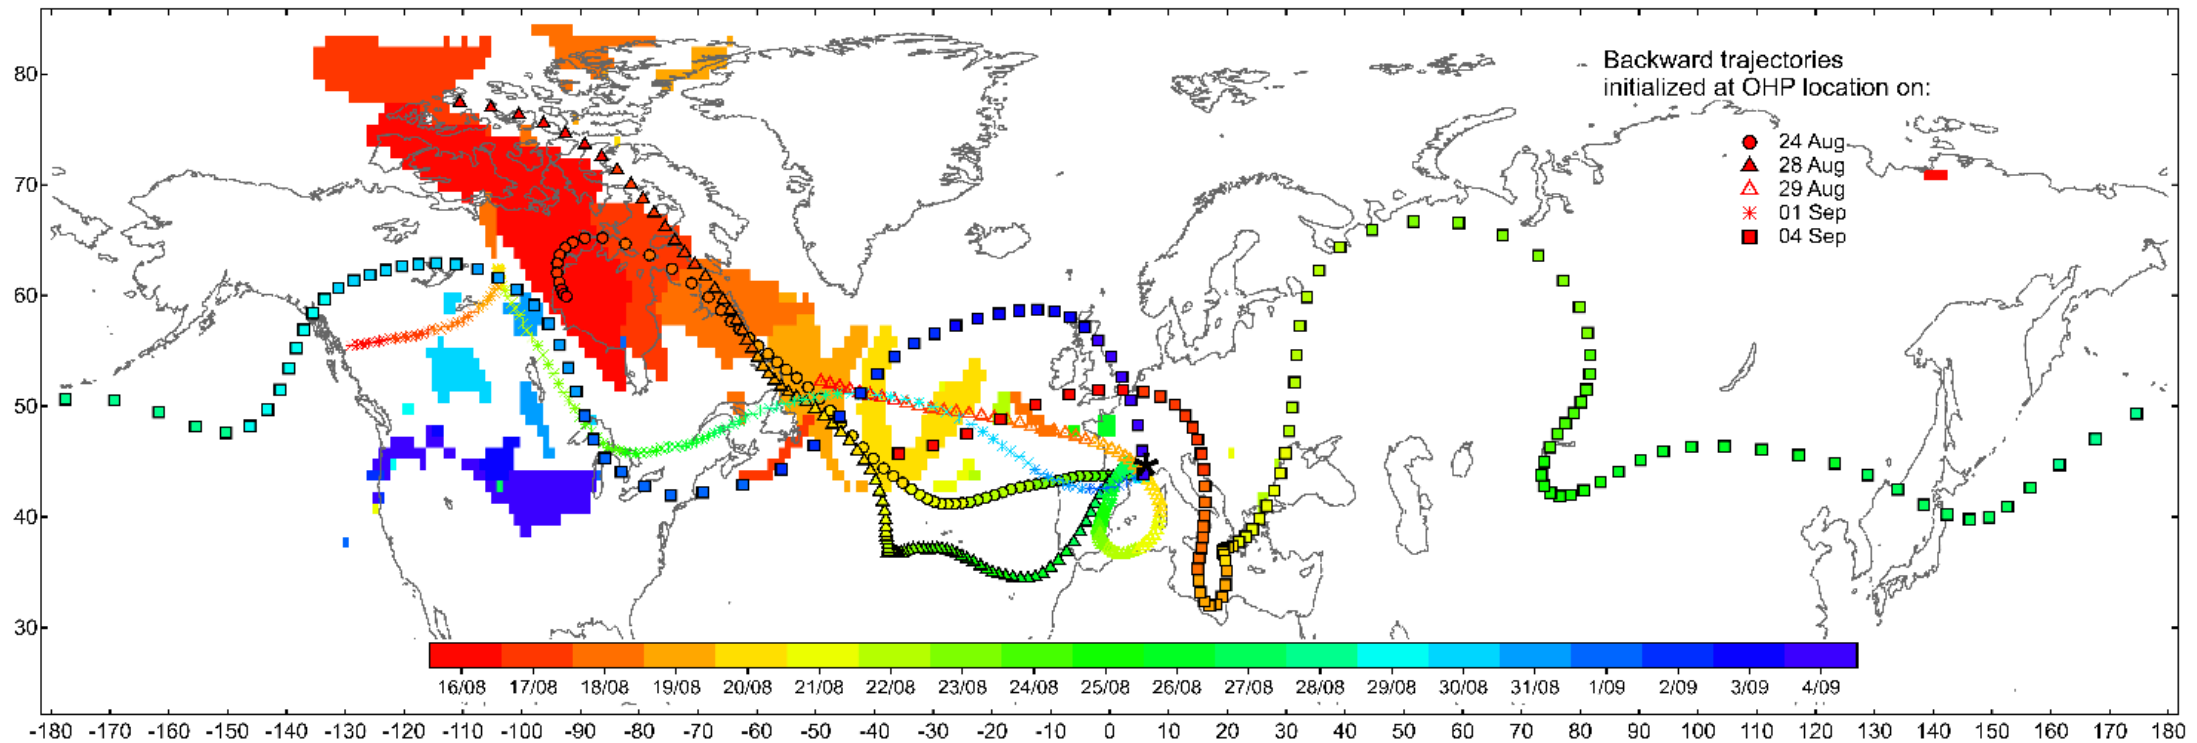 Backward trajectories
initialized at OHP location on:
24 Aug
28 Aug
29 Aug
01 Sep
04 Sep
80
70
60
50
40
30
16/08 17/08 18/08 19/08 20/08 21/08 22/08 23/08 24/08 25/08 26/08 27/08 28/08 29/08 30/08 31/08 1/09 2/09 3/09 4/09
-180 -170 -160 -150 -140 -130 -120 -110 -100 -90 -80 -70 -60 -50 -40 -30 -20 -10 0 10 20 30 40 50 60 70 80 90 100 110 120 130 140 150 160 170 180